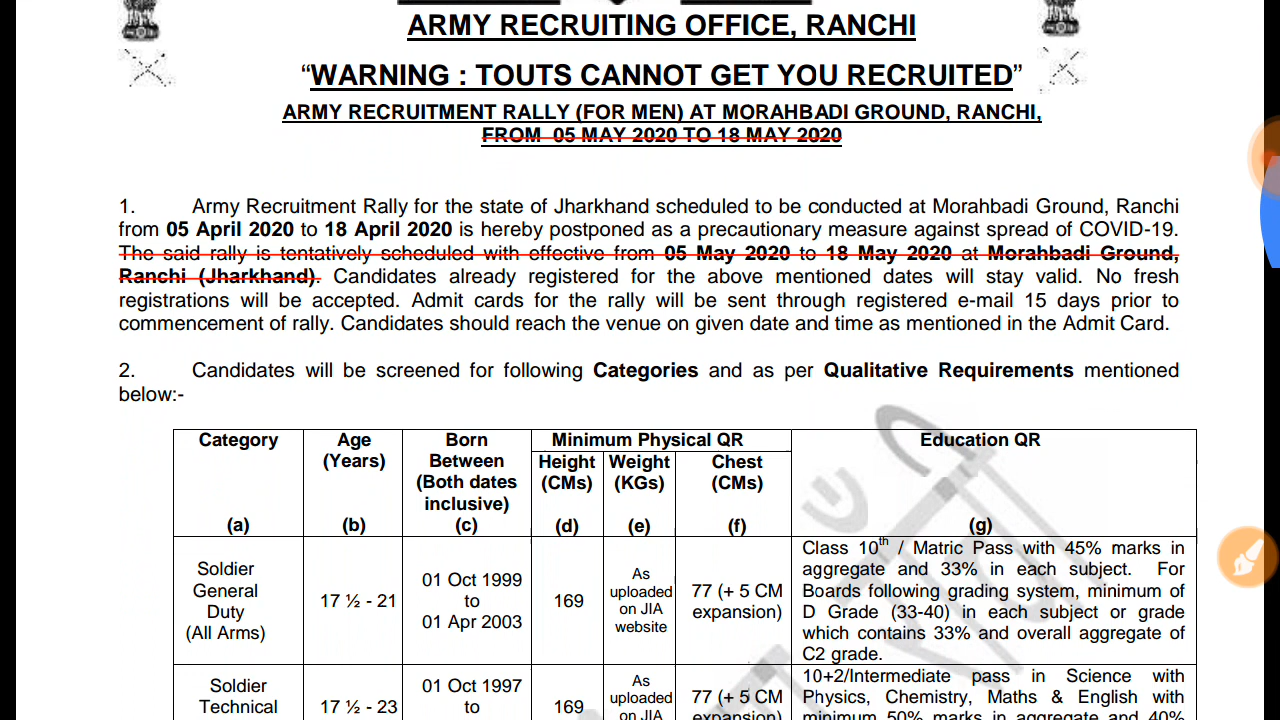 ARMY RECRUITING OFFICE, RANCHI
“WARNING : TOUTS CANNOT GET YOU RECRUITED”
ARMY RECRUITMENT RALLY (FOR MEN) AT MORAHBADI GROUND, RANCHI,
FROM 05 MAY 2020 TO 18 MAY 2020
1. Army Recruitment Rally for the state of Jharkhand scheduled to be conducted at Morahbadi Ground, Ranchi
from 05 April 2020 to 18 April 2020 is hereby postponed as a precautionary measure against spread of COVID-19.
The said rally is tentatively scheduled with effective from 05 May 2020 to 18 May 2020 at Morahbadi Ground,
Ranchi (Jharkhand). Candidates already registered for the above mentioned dates will stay valid. No fresh
registrations will be accepted. Admit cards for the rally will be sent through registered e-mail 15 days prior to
commencement of rally. Candidates should reach the venue on given date and time as mentioned in the Admit Card.
2. Candidates will be screened for following Categories and as per Qualitative Requirements mentioned
below:-
Category
(a)
Age
(Years)
(b)
Born
Between
(Both dates
inclusive)
(c)
Minimum Physical QR
Height
(CMs)
(d)
Weight
(KGs)
(e)
Chest
(CMs)
(f)
Education QR
(g)
Soldier
General
Duty
(All Arms)
17 ½ - 21
01 Oct 1999
to
01 Apr 2003
169
As
uploaded
on JIA
website
77 (+ 5 CM
expansion)
Class 10th / Matric Pass with 45% marks in
aggregate and 33% in each subject. For
Boards following grading system, minimum of
D Grade (33-40) in each subject or grade
which contains 33% and overall aggregate of
C2 grade.
Soldier
Technical
17 ½ - 23
01 Oct 1997
to
169
As
uploaded
on JIA
77 (+ 5 CM
expansion)
10+2/Intermediate pass in Science with
Physics, Chemistry, Maths & English with
minimum 50% marks in aggregate and 40%